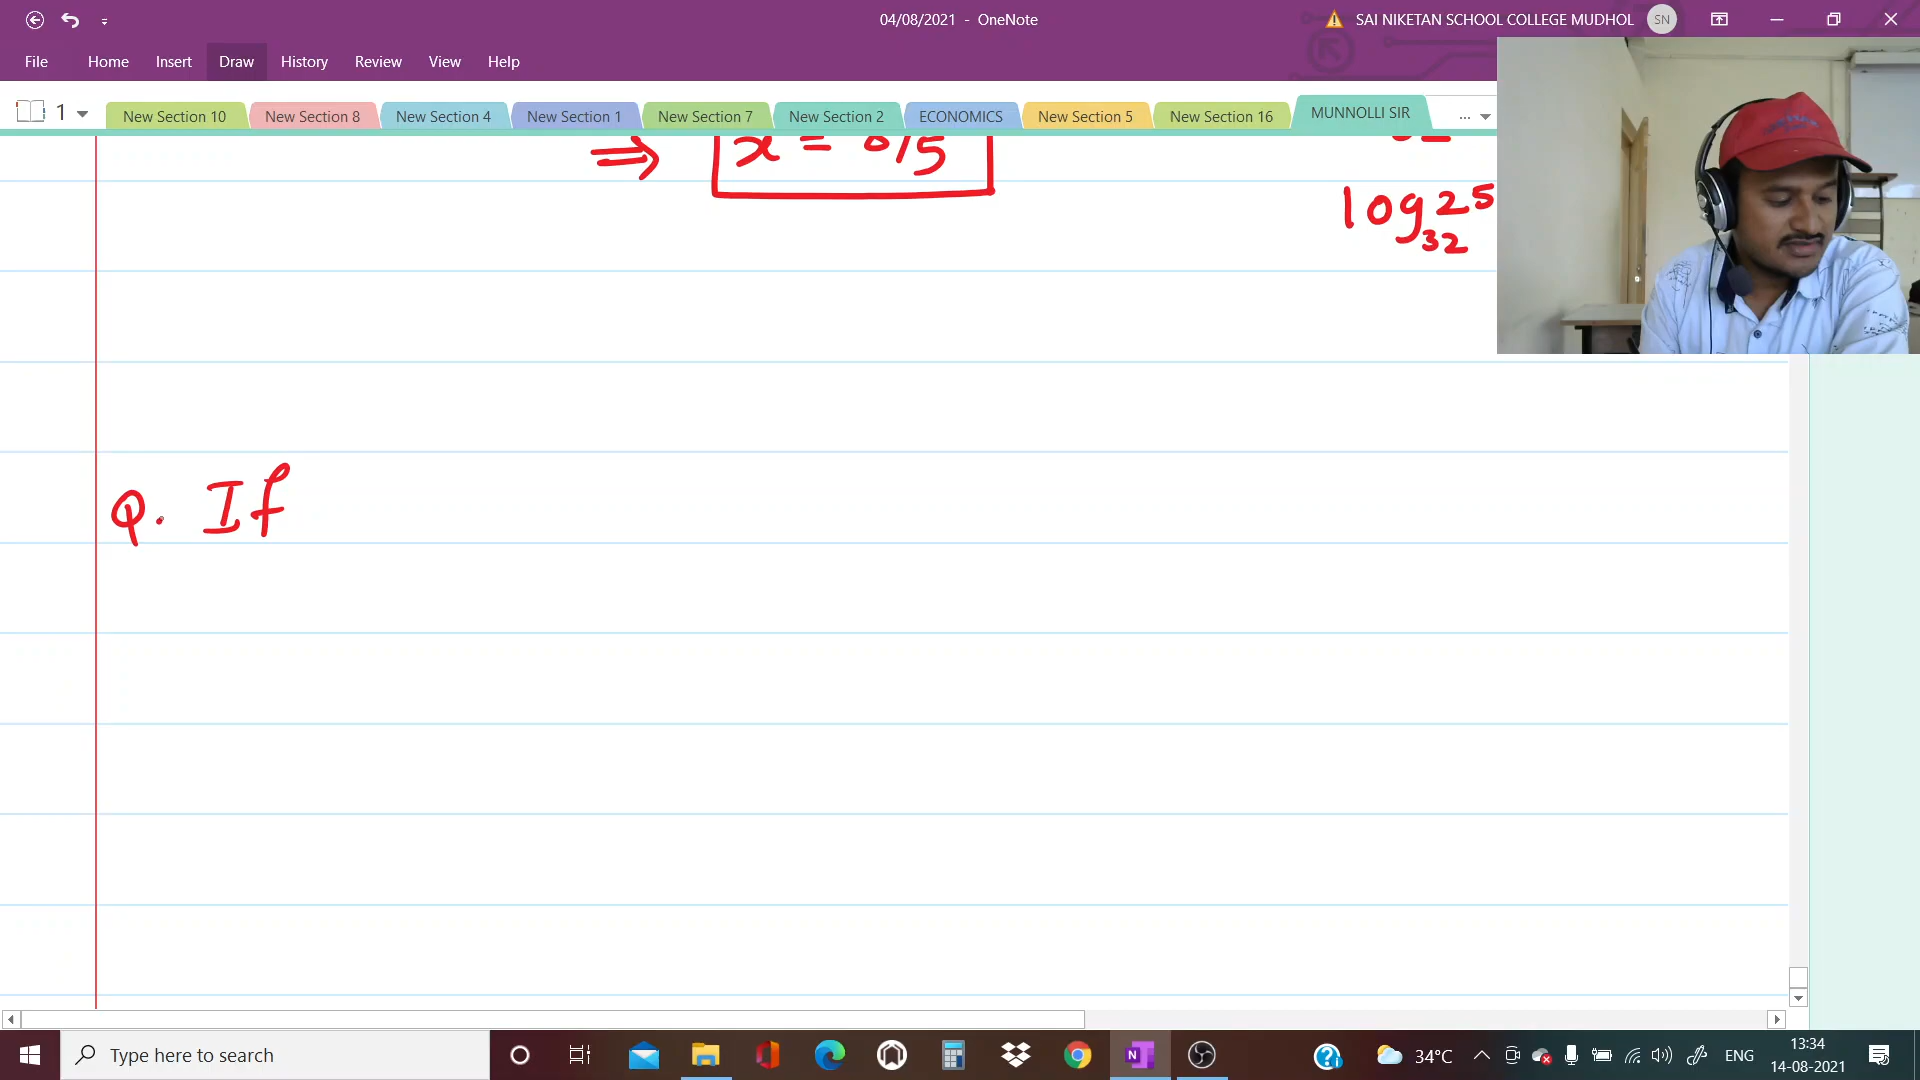 04/08/2021 - OneNote
SAI NIKETAN SCHOOL COLLEGE MUDHOL SN
File Home Insert Draw History Review View Help
1 New Section 10 New Section 8 New Section 4 New Section 1 New Section 7 New Section 2 ECONOMICS New Section 5 New Section 16 MUNNOLLI SIR ...
⇒ x = 8/5
log 2⁵
32
Q. If
Type here to search
34°C ENG 13:34
14-08-2021